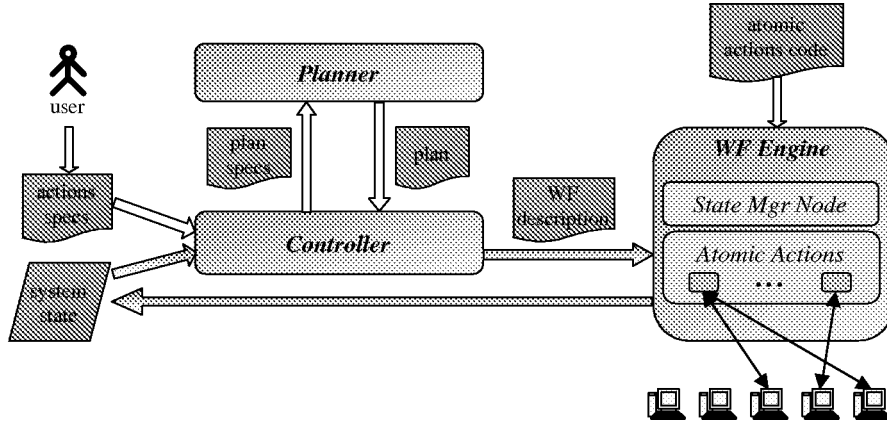 atomic
actions code
Planner
user
plan
specs
plan
WF Engine
actions
specs
WF
description
State Mgr Node
Controller
Atomic Actions
...
system
state